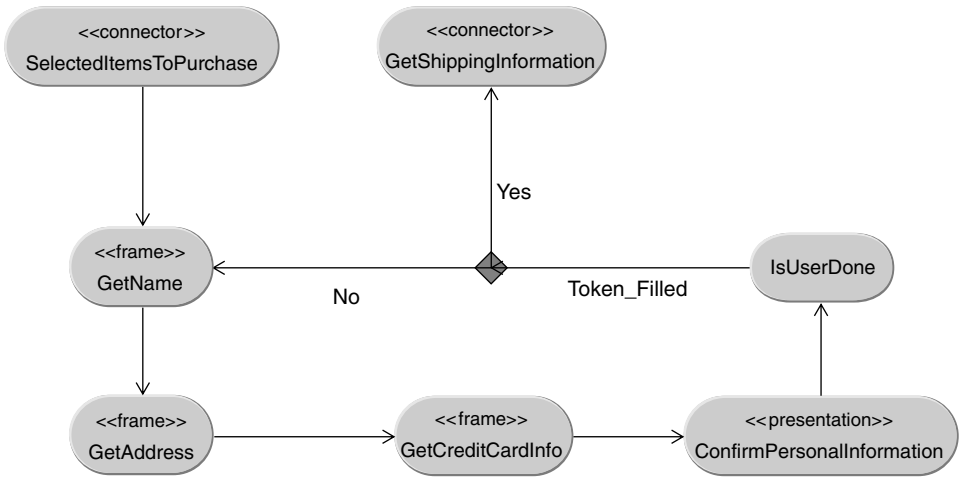 <<connector>>
SelectedItemsToPurchase
<<connector>>
GetShippingInformation
Yes
<<frame>>
GetName
No
Token_Filled
IsUserDone
<<frame>>
GetAddress
<<frame>>
GetCreditCardInfo
<<presentation>>
ConfirmPersonalInformation